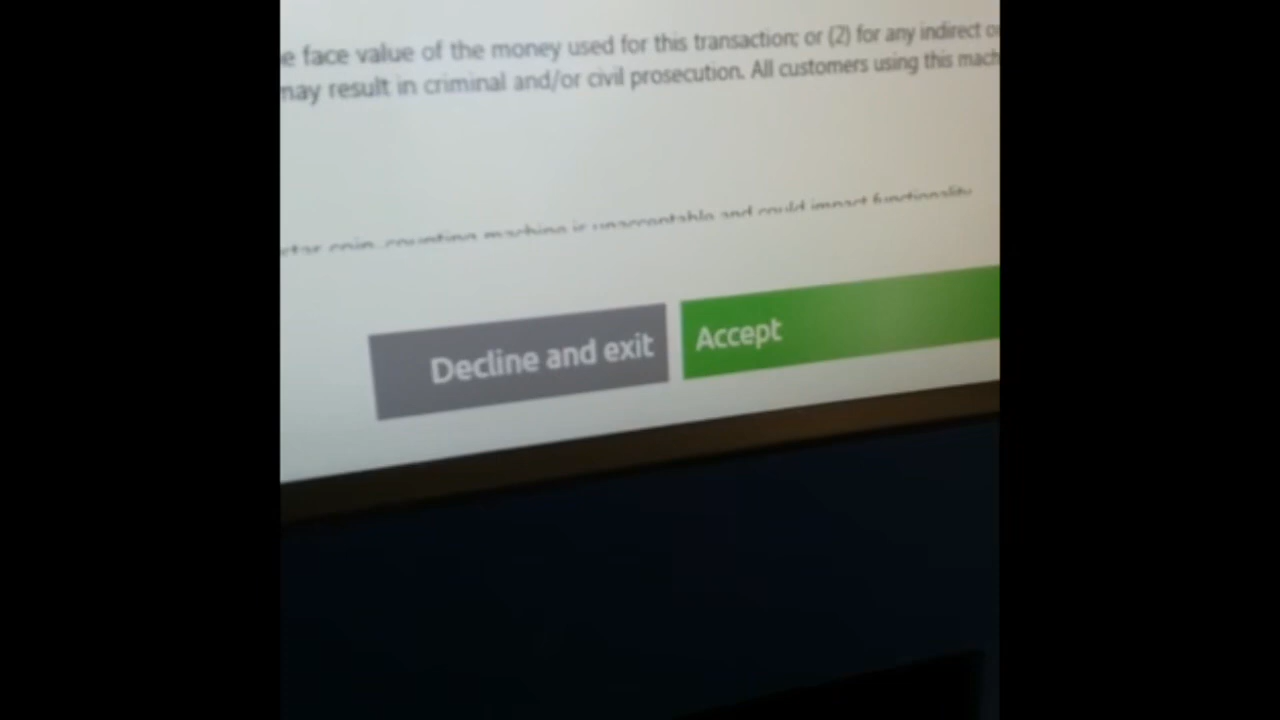 e face value of the money used for this transaction; or (2) for any indirect o
may result in criminal and/or civil prosecution. All customers using this mach
star coin-counting machine is unacceptable and could impact functionality
Decline and exit
Accept